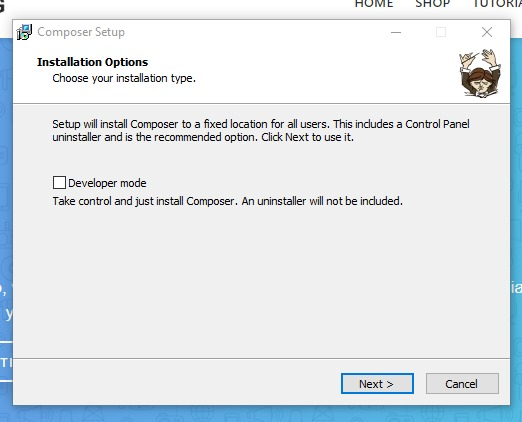 HOME SHOP TUTORIA
Composer Setup
Installation Options
Choose your installation type.
Setup will install Composer to a fixed location for all users. This includes a Control Panel
uninstaller and is the recommended option. Click Next to use it.
Developer mode
Take control and just install Composer. An uninstaller will not be included.
Next >
Cancel